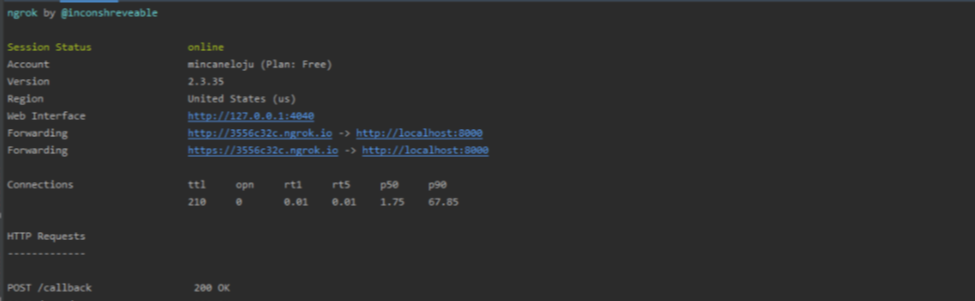 ngrok by @inconshreveable
Session Status online
Account mincaneloju (Plan: Free)
Version 2.3.35
Region United States (us)
Web Interface http://127.0.0.1:4040
Forwarding http://3556c32c.ngrok.io -> http://localhost:8000
Forwarding https://3556c32c.ngrok.io -> http://localhost:8000
Connections ttl opn rt1 rt5 p50 p90
210 0 0.01 0.01 1.75 67.85
HTTP Requests
-------------
POST /callback 200 OK